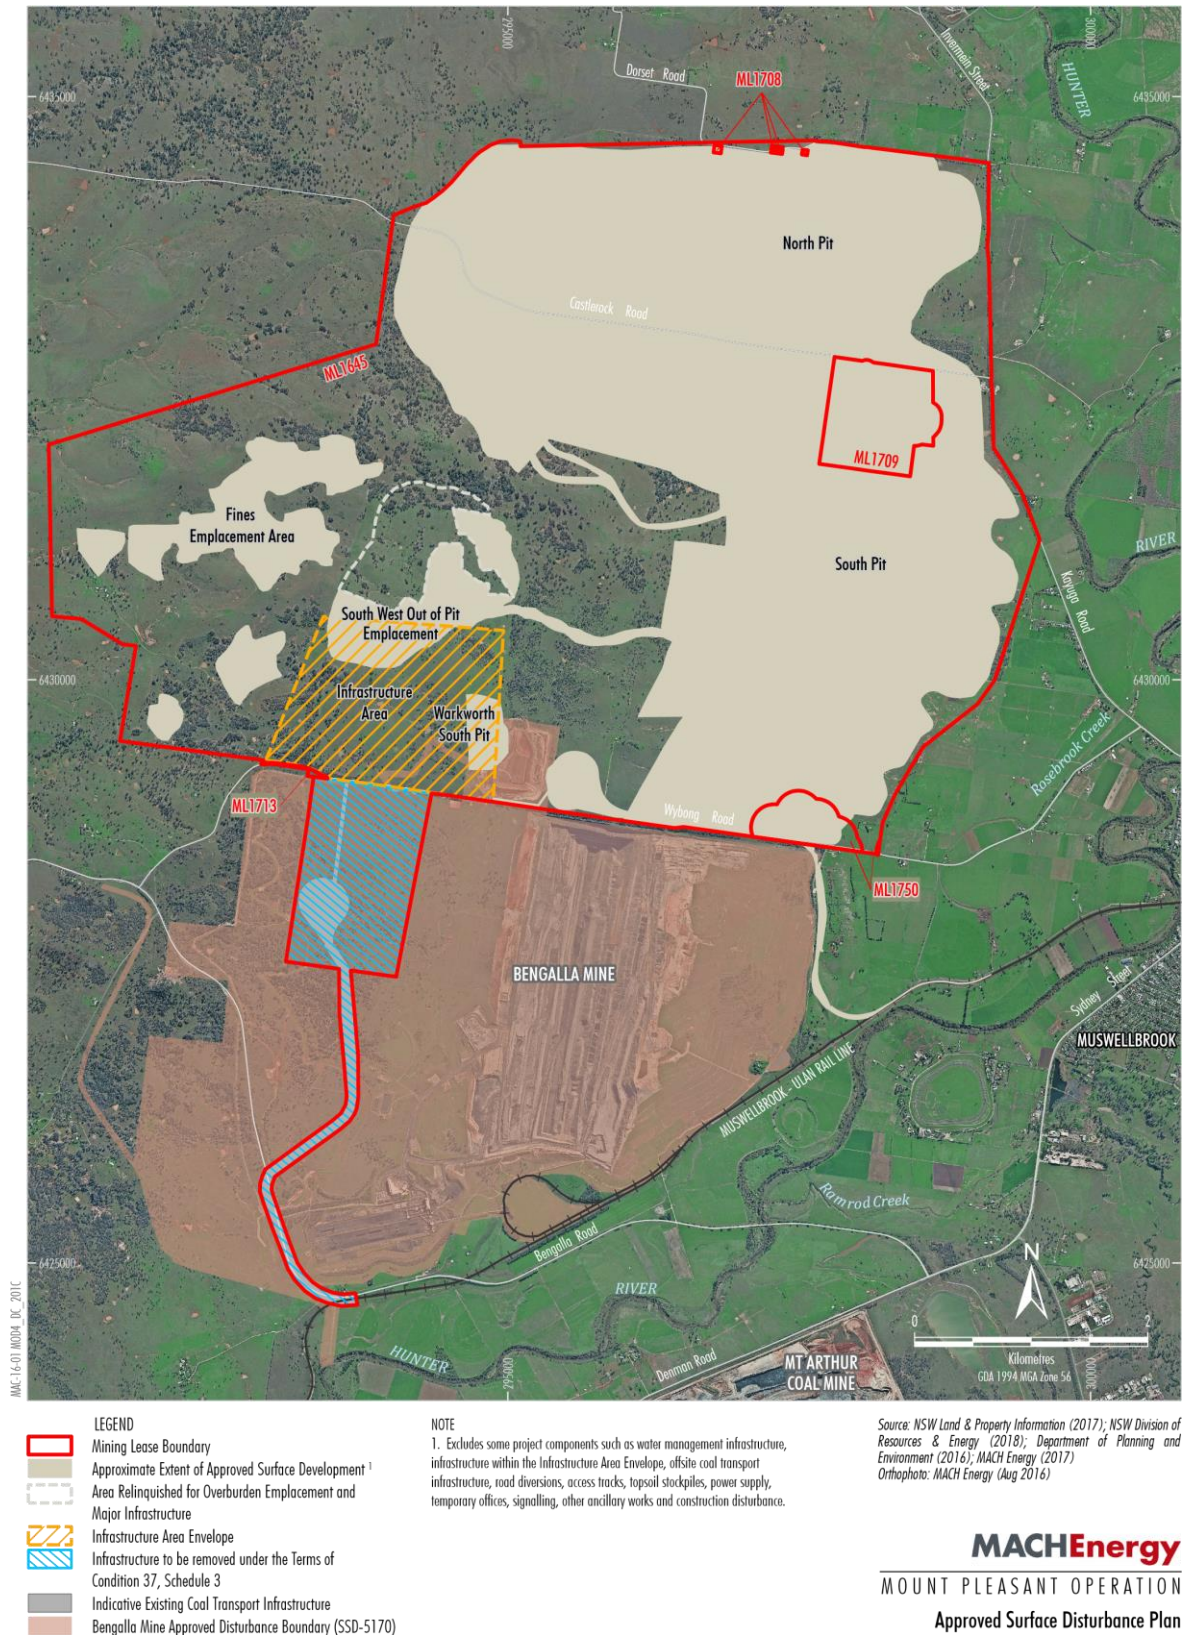 295000
300000
Invermein Street
HUNTER
Dorset Road
ML1708
6435000
6435000
North Pit
Castlerock Road
ML1645
ML1709
Fines
Emplacement Area
RIVER
South Pit
Kayuga Road
South West Out of Pit
Emplacement
6430000
6430000
Infrastructure
Area
Warkworth
South Pit
Rosebrook Creek
ML1713
Wybong Road
ML1750
BENGALLA MINE
Sydney Street
MUSWELLBROOK
MUSWELLBROOK - ULAN RAIL LINE
Ramrod Creek
Bengalla Road
6425000
6425000
N
RIVER
0
2
Kilometres
GDA 1994 MGA Zone 56
HUNTER
Denman Road
MT ARTHUR
COAL MINE
295000
300000
MAC-16-01 MOD4_DC_201C
LEGEND
Mining Lease Boundary
Approximate Extent of Approved Surface Development 1
Area Relinquished for Overburden Emplacement and
Major Infrastructure
Infrastructure Area Envelope
Infrastructure to be removed under the Terms of
Condition 37, Schedule 3
Indicative Existing Coal Transport Infrastructure
Bengalla Mine Approved Disturbance Boundary (SSD-5170)
NOTE
1. Excludes some project components such as water management infrastructure,
infrastructure within the Infrastructure Area Envelope, offsite coal transport
infrastructure, road diversions, access tracks, topsoil stockpiles, power supply,
temporary offices, signalling, other ancillary works and construction disturbance.
Source: NSW Land & Property Information (2017); NSW Division of
Resources & Energy (2018); Department of Planning and
Environment (2016); MACH Energy (2017)
Orthophoto: MACH Energy (Aug 2016)
MACHEnergy
MOUNT PLEASANT OPERATION
Approved Surface Disturbance Plan